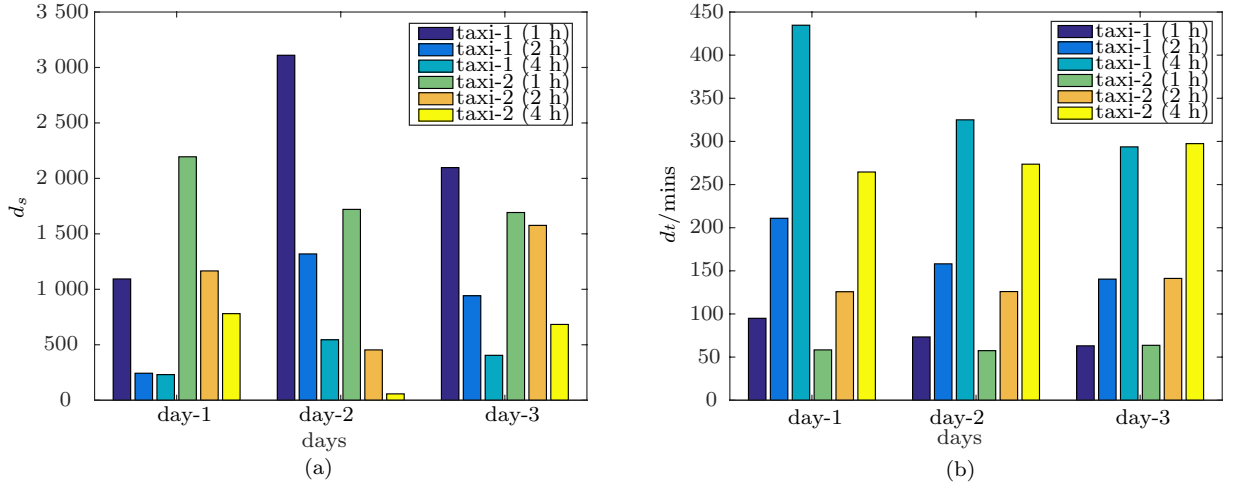 3 500
3 000
2 500
2 000
1 500
1 000
500
0
d_s
taxi-1 (1 h)
taxi-1 (2 h)
taxi-1 (4 h)
taxi-2 (1 h)
taxi-2 (2 h)
taxi-2 (4 h)
day-1 day-2 day-3
days
(a)
450
400
350
300
250
200
150
100
50
0
dt/mins
taxi-1 (1 h)
taxi-1 (2 h)
taxi-1 (4 h)
taxi-2 (1 h)
taxi-2 (2 h)
taxi-2 (4 h)
day-1 day-2 day-3
days
(b)